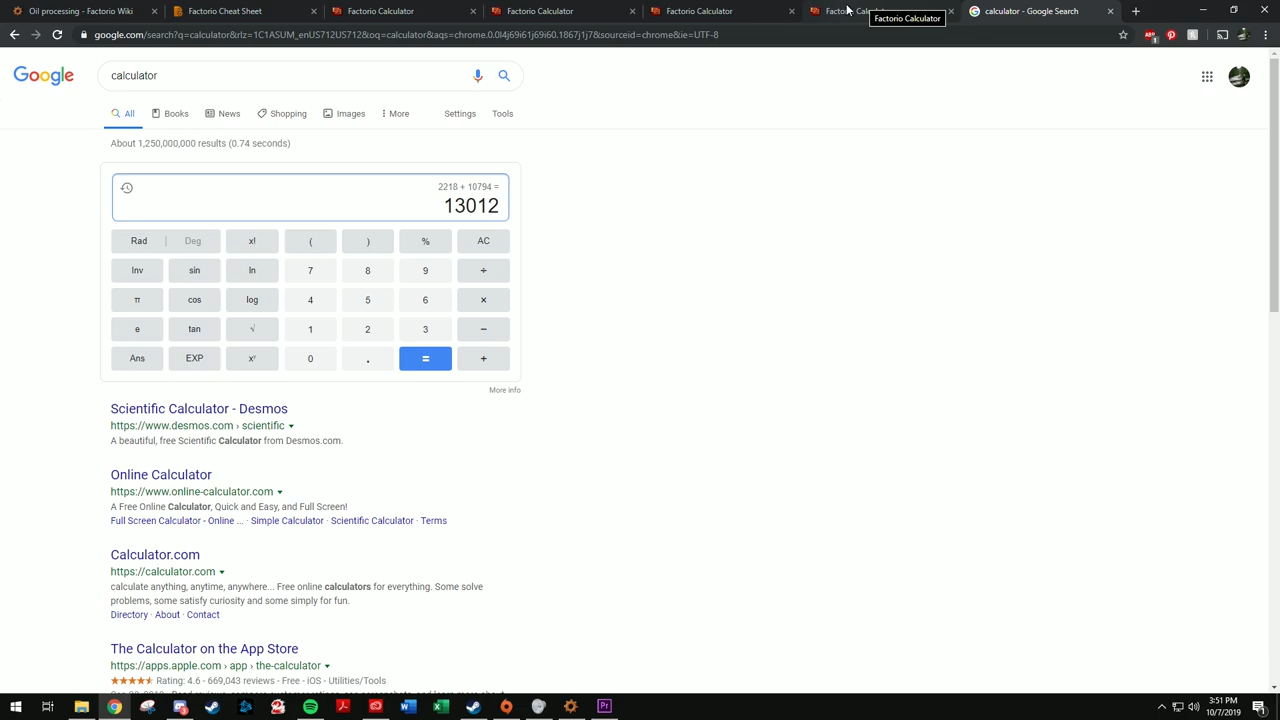 Oil processing - Factorio Wiki
Factorio Cheat Sheet
Factorio Calculator
Factorio Calculator
Factorio Calculator
calculator - Google Search
Factorio Calculator
google.com/search?q=calculator&rlz=1C1ASUM_enUS712US712&oq=calculator&aqs=chrome.0.0l4j69i61j69i60.1867j1j7&sourceid=chrome&ie=UTF-8
Google
calculator
All
Books
News
Shopping
Images
More
Settings
Tools
About 1,250,000,000 results (0.74 seconds)
2218 + 10794 =
13012
Rad | Deg x! ( ) % AC
Inv sin ln 7 8 9 ÷
π cos log 4 5 6 ×
e tan √ 1 2 3 −
Ans EXP xʸ 0 . = +
More info
Scientific Calculator - Desmos
https://www.desmos.com › scientific
A beautiful, free Scientific Calculator from Desmos.com.
Online Calculator
https://www.online-calculator.com
A Free Online Calculator, Quick and Easy, and Full Screen!
Full Screen Calculator - Online ... · Simple Calculator · Scientific Calculator · Terms
Calculator.com
https://calculator.com
calculate anything, anytime, anywhere... Free online calculators for everything. Some solve
problems, some satisfy curiosity and some simply for fun.
Directory · About · Contact
The Calculator on the App Store
https://apps.apple.com › app › the-calculator
Rating: 4.6 - 669,043 reviews - Free - iOS - Utilities/Tools
3:51 PM
10/7/2019